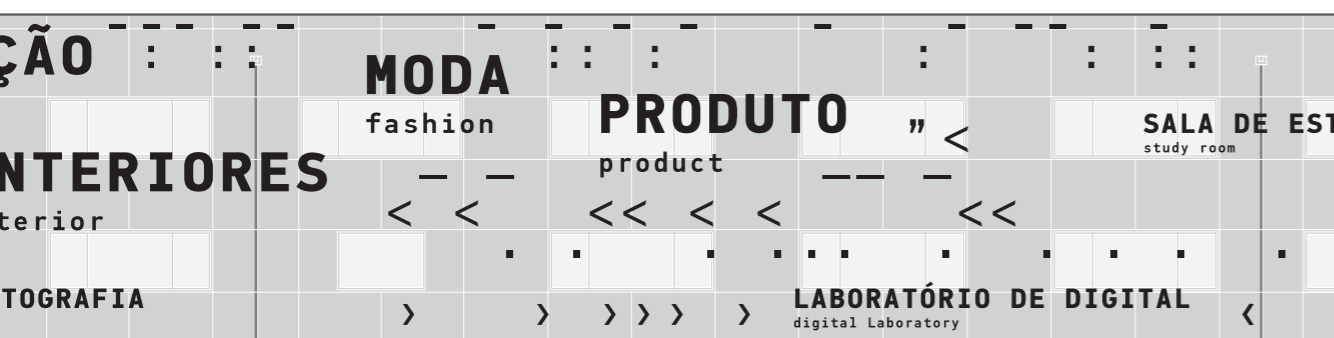 ÇÃO
MODA
fashion
PRODUTO
product
SALA DE EST
study room
NTERIORES
terior
TOGRAFIA
LABORATÓRIO DE DIGITAL
digital Laboratory